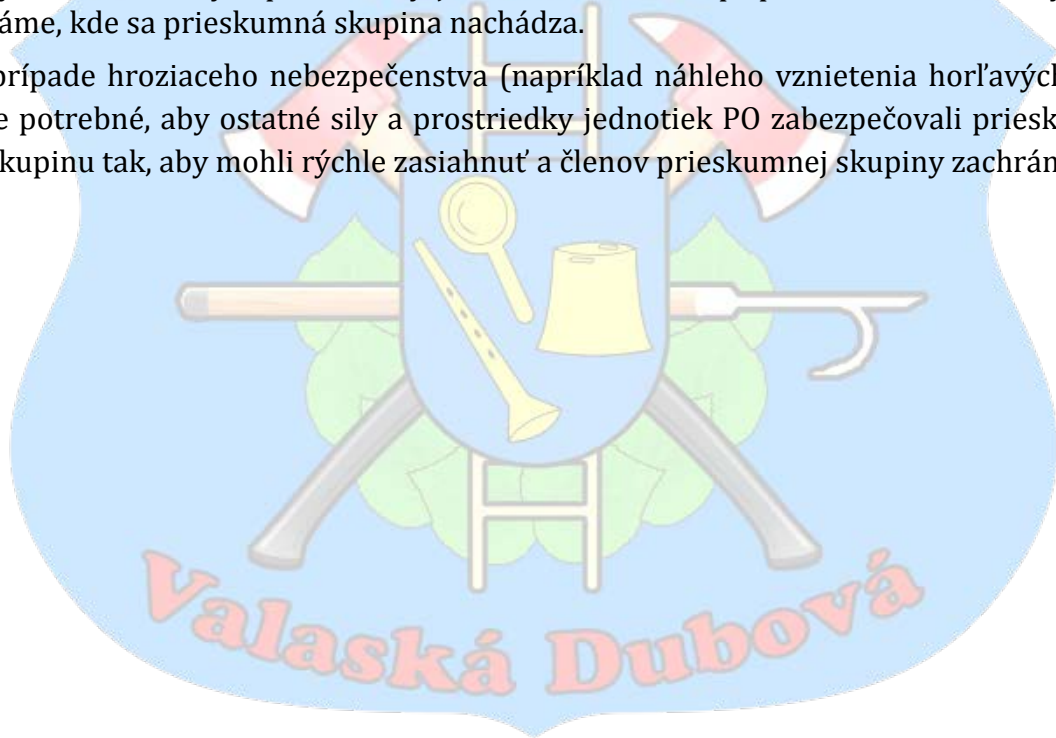 áme, kde sa prieskumná skupina nachádza.
prípade hroziaceho nebezpečenstva (napríklad náhleho vznietenia horľavých
e potrebné, aby ostatné sily a prostriedky jednotiek PO zabezpečovali priesk
kupinu tak, aby mohli rýchle zasiahnuť a členov prieskumnej skupiny zachrán
Valaská Dubová